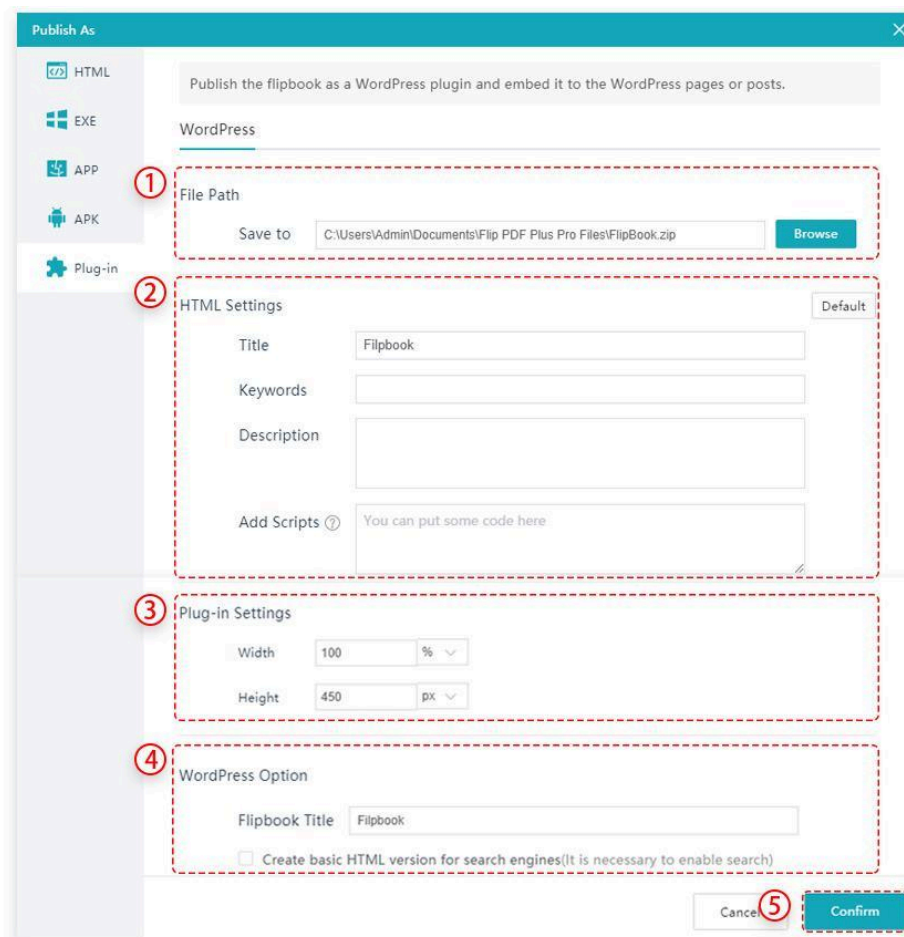 Publish As
HTML
EXE
APP
APK
Plug-in
Publish the flipbook as a WordPress plugin and embed it to the WordPress pages or posts.
WordPress
①
File Path
Save to C:\Users\Admin\Documents\Flip PDF Plus Pro Files\FlipBook.zip Browse
②
HTML Settings Default
Title Filpbook
Keywords
Description
Add Scripts ? You can put some code here
③
Plug-in Settings
Width 100 %
Height 450 px
④
WordPress Option
Flipbook Title Filpbook
Create basic HTML version for search engines(It is necessary to enable search)
Cancel ⑤ Confirm